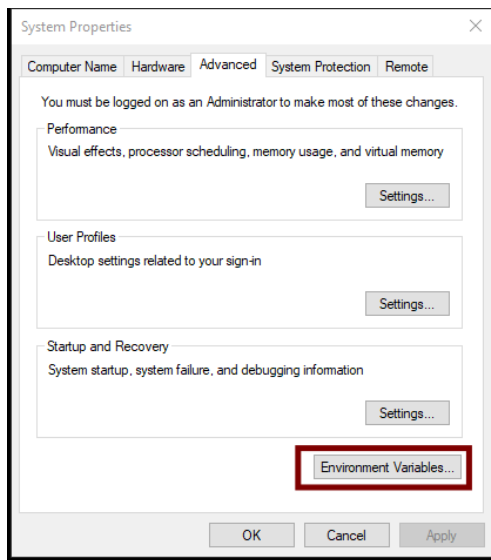 System Properties
Computer Name Hardware Advanced System Protection Remote
You must be logged on as an Administrator to make most of these changes.
Performance
Visual effects, processor scheduling, memory usage, and virtual memory
Settings...
User Profiles
Desktop settings related to your sign-in
Settings...
Startup and Recovery
System startup, system failure, and debugging information
Settings...
Environment Variables...
OK Cancel Apply